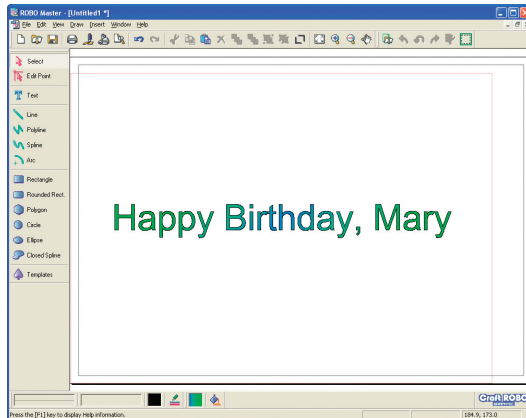 ROBO Master - [Untitled1 *]
File Edit View Draw Insert Window Help
Select
Edit Point
Text
Line
Polyline
Spline
Arc
Rectangle
Rounded Rect.
Polygon
Circle
Ellipse
Closed Spline
Templates
Happy Birthday, Mary
Craft ROBO
Press the [F1] key to display Help information.
184.9, 173.0